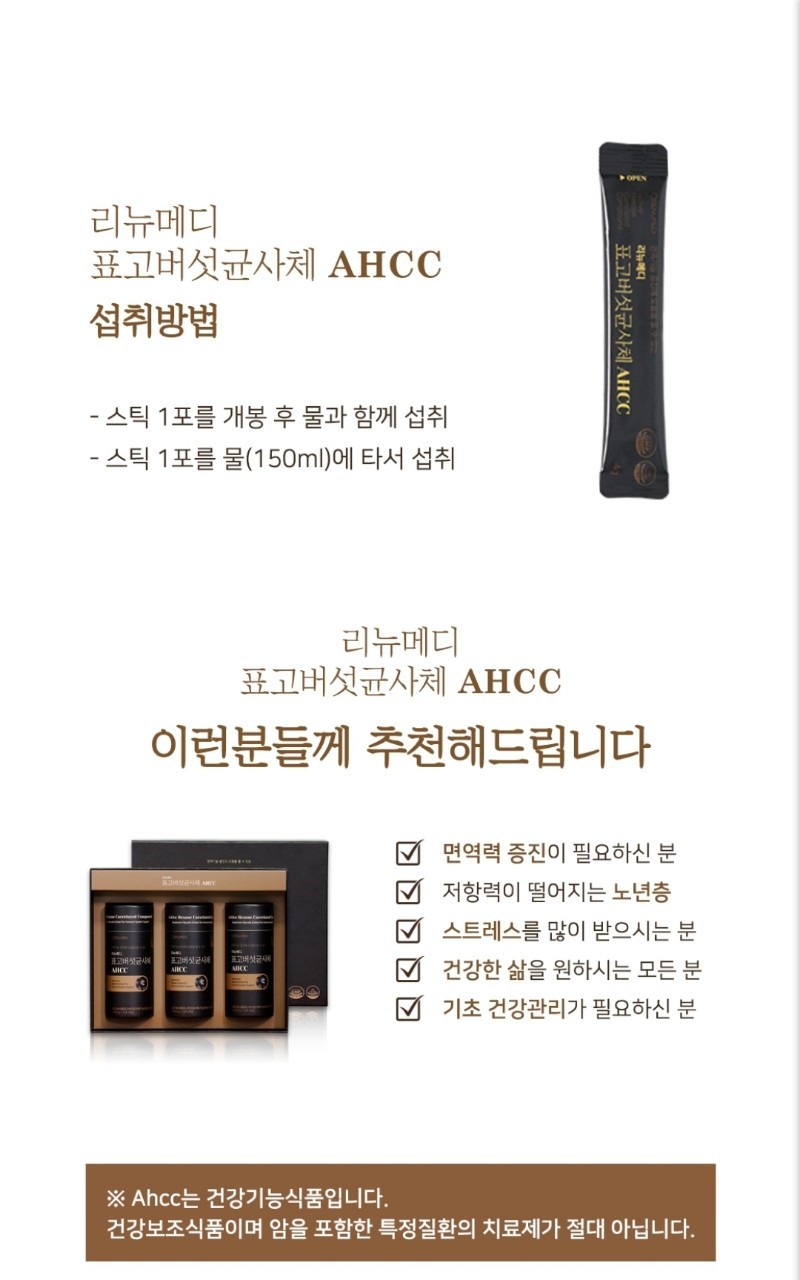 리뉴메디
표고버섯균사체 AHCC
섭취방법
- 스틱 1포를 개봉 후 물과 함께 섭취
- 스틱 1포를 물(150ml)에 타서 섭취
▶ OPEN
리뉴메디
표고버섯균사체 AHCC
리뉴메디
표고버섯균사체 AHCC
이런분들께 추천해드립니다
표고버섯균사체 AHCC
표고버섯균사체
AHCC
표고버섯균사체
AHCC
표고버섯균사체
AHCC
면역력 증진이 필요하신 분
저항력이 떨어지는 노년층
스트레스를 많이 받으시는 분
건강한 삶을 원하시는 모든 분
기초 건강관리가 필요하신 분
※ Ahcc는 건강기능식품입니다.
건강보조식품이며 암을 포함한 특정질환의 치료제가 절대 아닙니다.